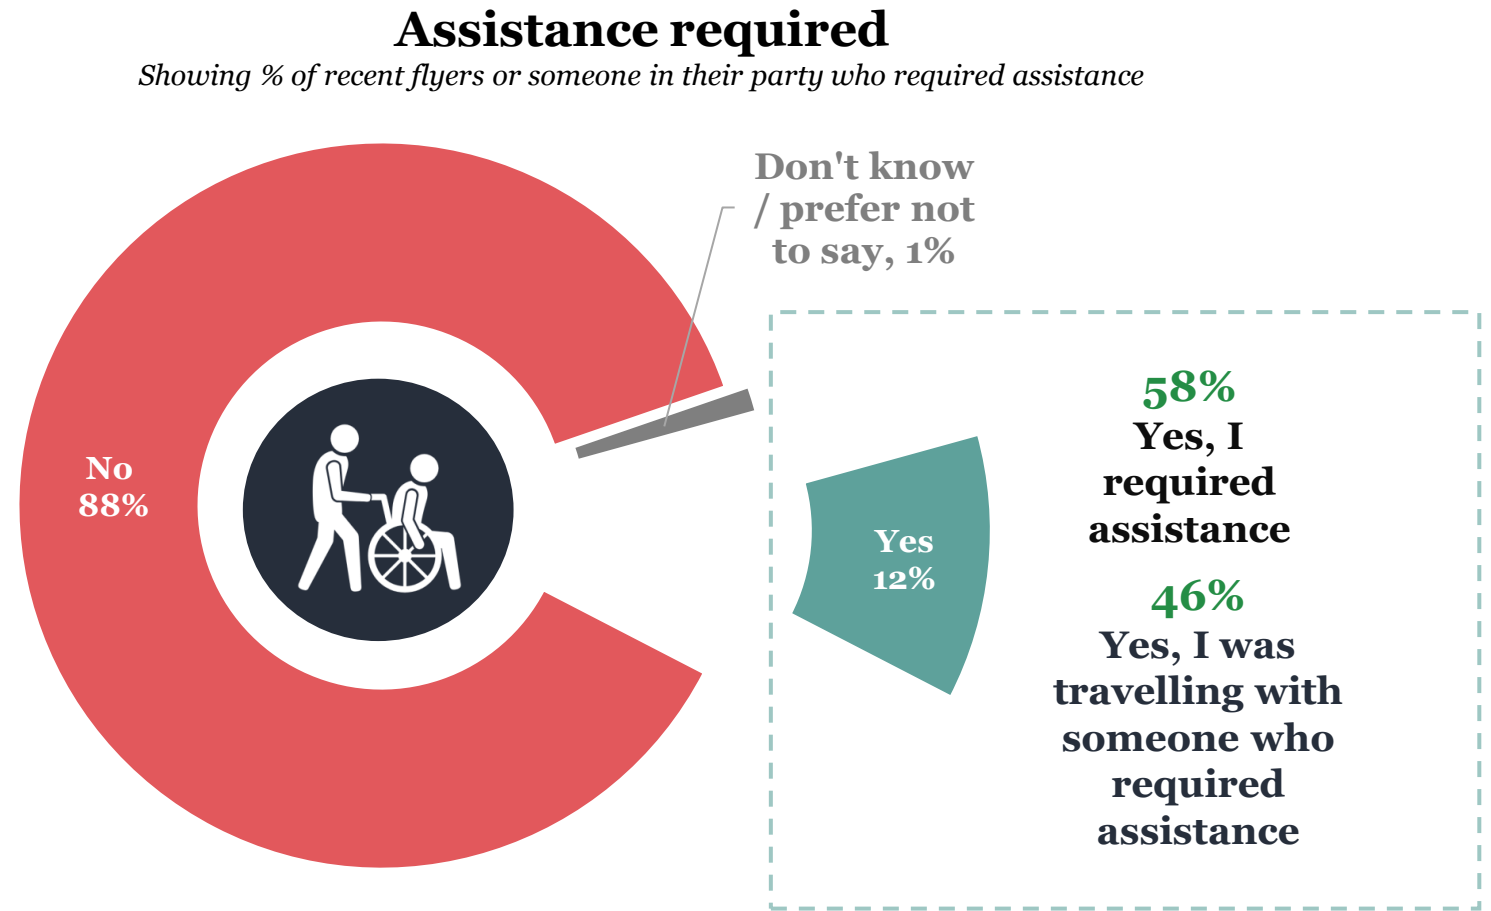 Assistance required
Showing % of recent flyers or someone in their party who required assistance
Don't know
/ prefer not
to say, 1%
No
88%
Yes
12%
58%
Yes, I
required
assistance
46%
Yes, I was
travelling with
someone who
required
assistance